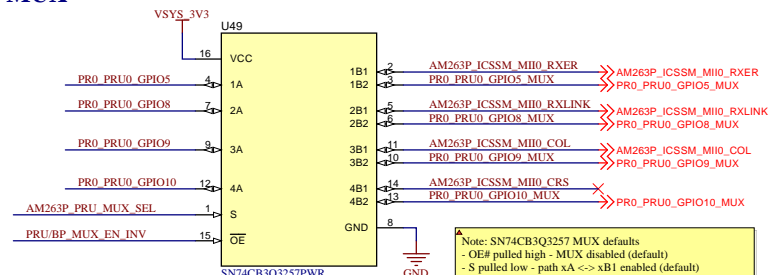 MUX
VSYS_3V3
U49
16 VCC
1B1 2 AM263P_ICSSM_MII0_RXER AM263P_ICSSM_MII0_RXER
PR0_PRU0_GPIO5 4 1A 1B2 3 PR0_PRU0_GPIO5_MUX PR0_PRU0_GPIO5_MUX
PR0_PRU0_GPIO8 7 2A 2B1 5 AM263P_ICSSM_MII0_RXLINK AM263P_ICSSM_MII0_RXLINK
2B2 6 PR0_PRU0_GPIO8_MUX PR0_PRU0_GPIO8_MUX
PR0_PRU0_GPIO9 9 3A 3B1 11 AM263P_ICSSM_MII0_COL AM263P_ICSSM_MII0_COL
3B2 10 PR0_PRU0_GPIO9_MUX PR0_PRU0_GPIO9_MUX
PR0_PRU0_GPIO10 12 4A 4B1 14 AM263P_ICSSM_MII0_CRS
4B2 13 PR0_PRU0_GPIO10_MUX PR0_PRU0_GPIO10_MUX
AM263P_PRU_MUX_SEL 1 S
GND 8
PRU/BP_MUX_EN_INV 15 OE
SN74CB3Q3257PWR
GND
Note: SN74CB3Q3257 MUX defaults
- OE# pulled high - MUX disabled (default)
- S pulled low - path xA <-> xB1 enabled (default)